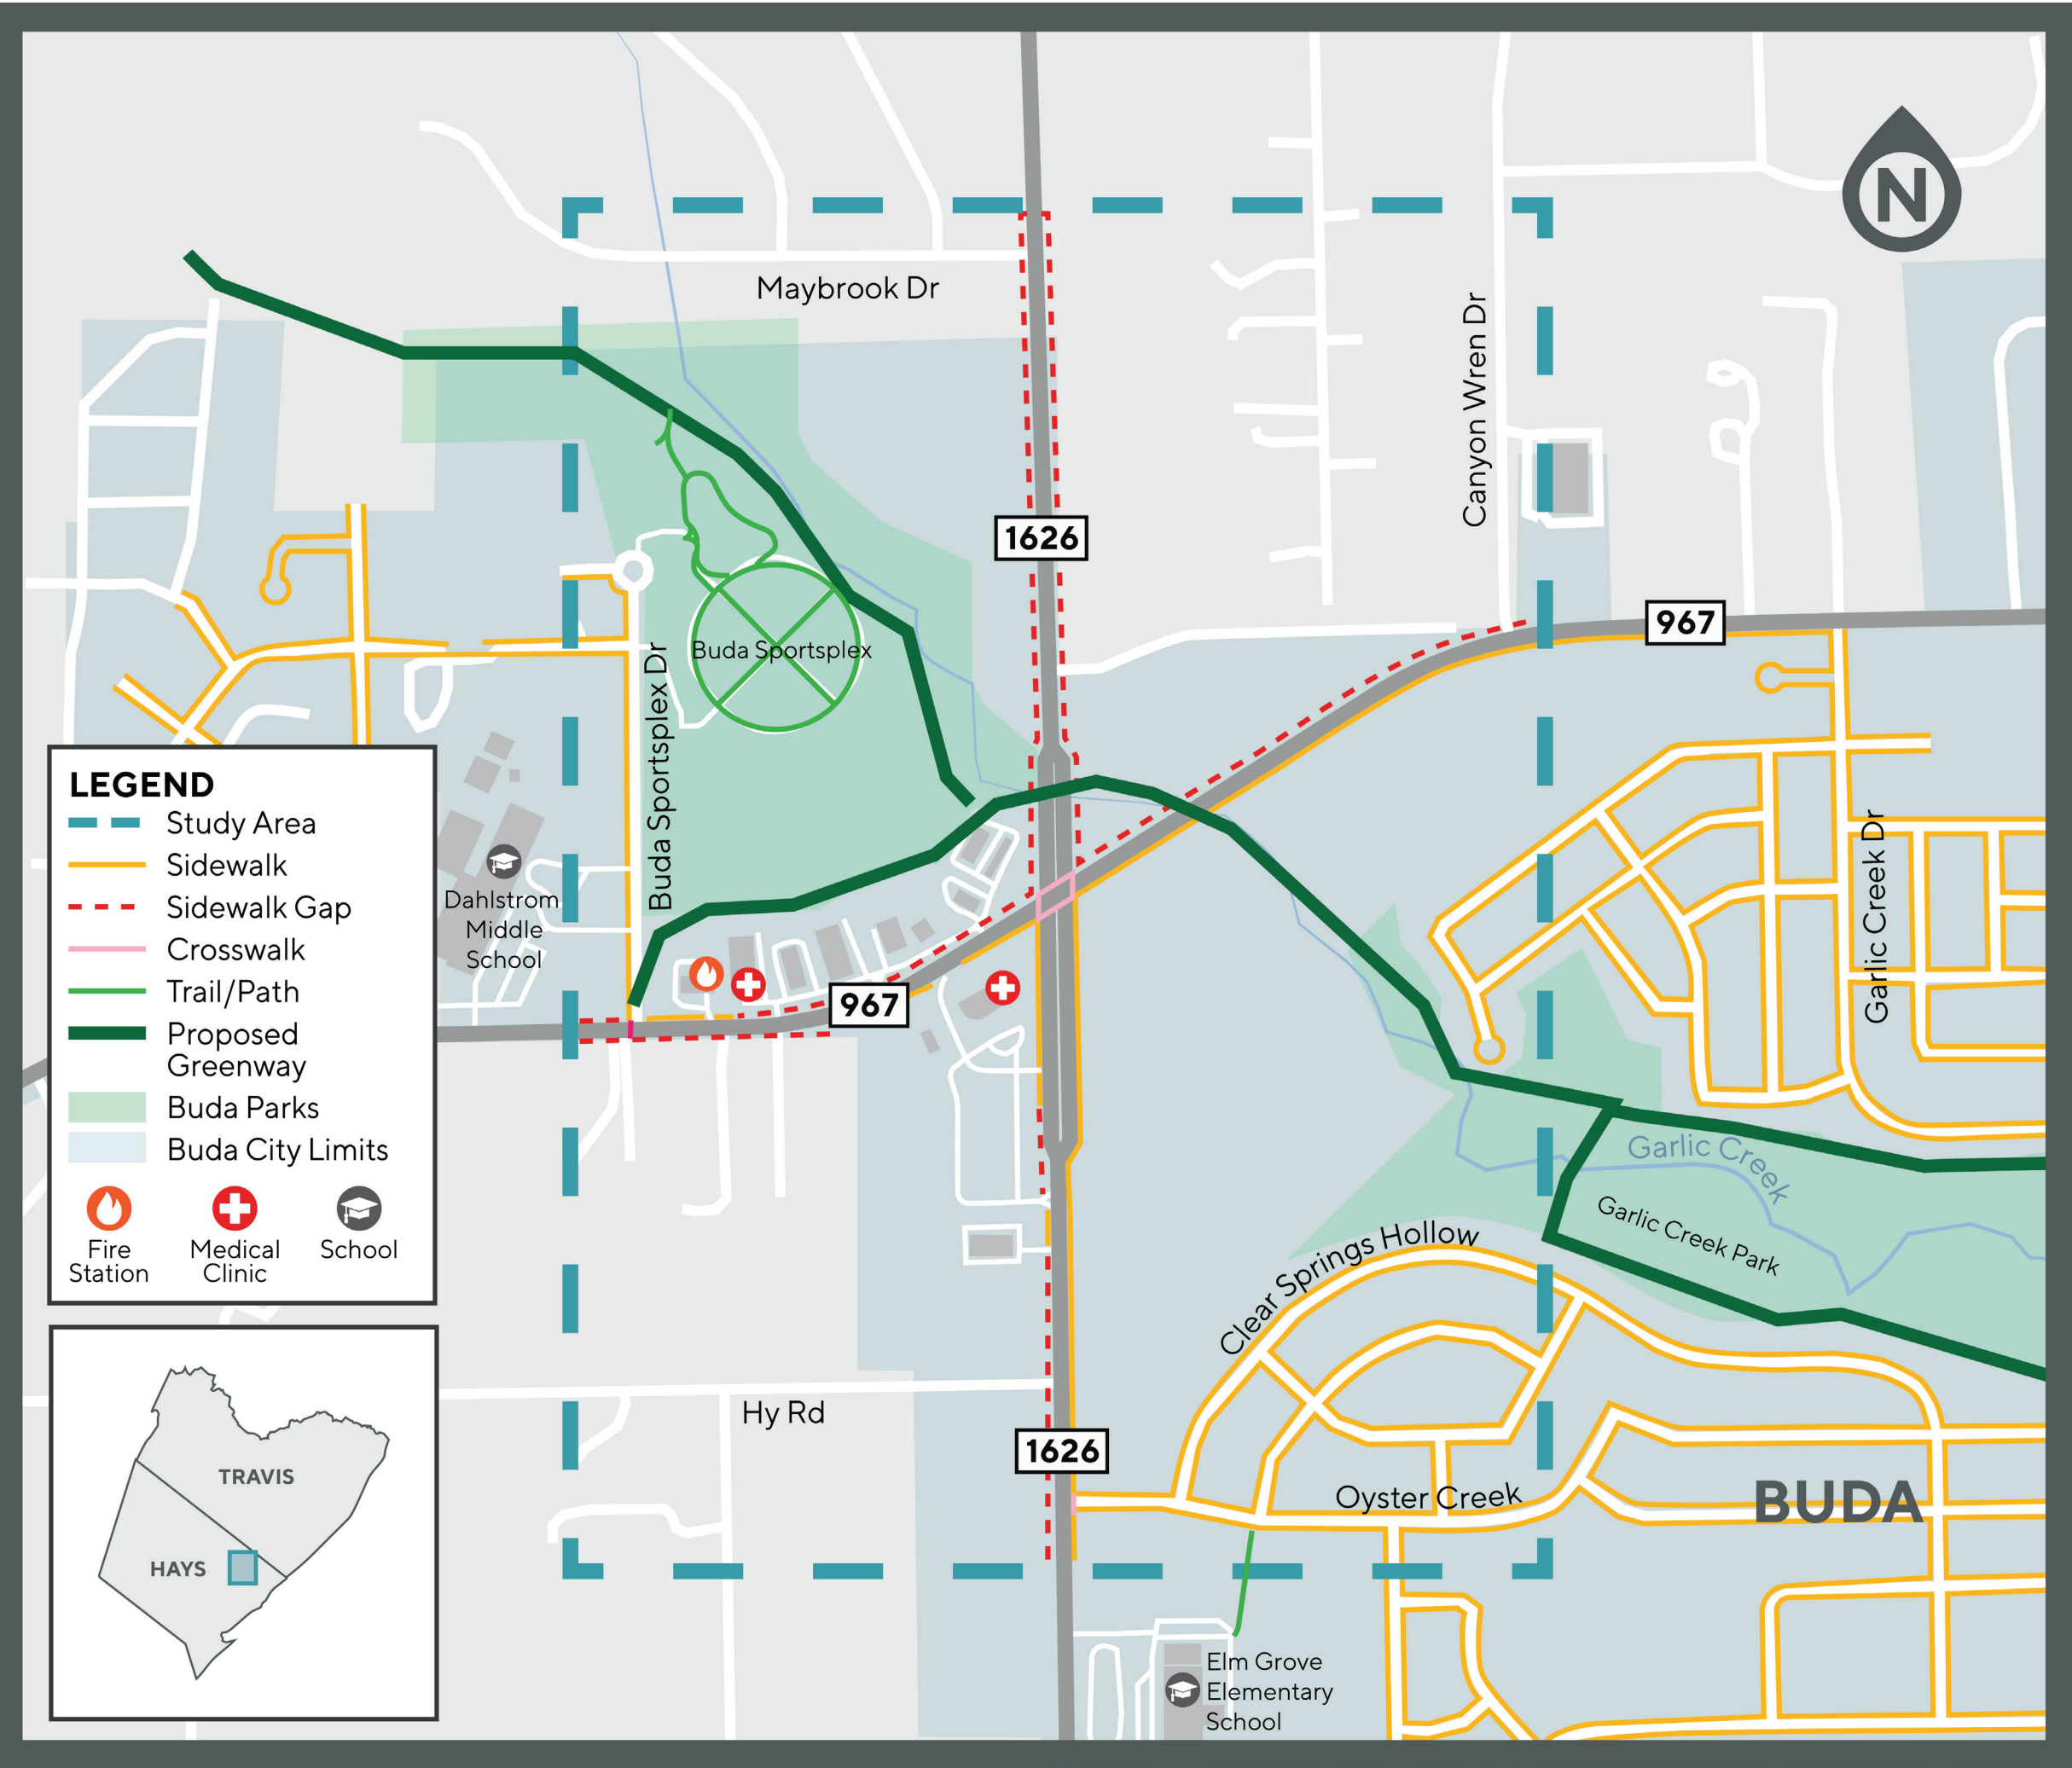 N
Maybrook Dr
Canyon Wren Dr
1626
967
Buda Sportsplex
Buda Sportsplex Dr
LEGEND
Study Area
Sidewalk
Sidewalk Gap
Crosswalk
Trail/Path
Proposed
Greenway
Buda Parks
Buda City Limits
Fire
Station
Medical
Clinic
School
Dahlstrom
Middle
School
967
Garlic Creek Dr
Garlic Creek
Garlic Creek Park
Clear Springs Hollow
Hy Rd
1626
Oyster Creek
BUDA
TRAVIS
HAYS
Elm Grove
Elementary
School